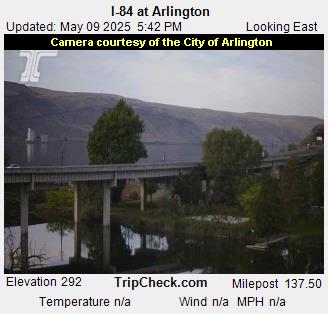 I-84 at Arlington
Updated: May 09 2025 5:42 PM Looking East
Camera courtesy of the City of Arlington
Elevation 292 TripCheck.com Milepost 137.50
Temperature n/a Wind n/a MPH n/a